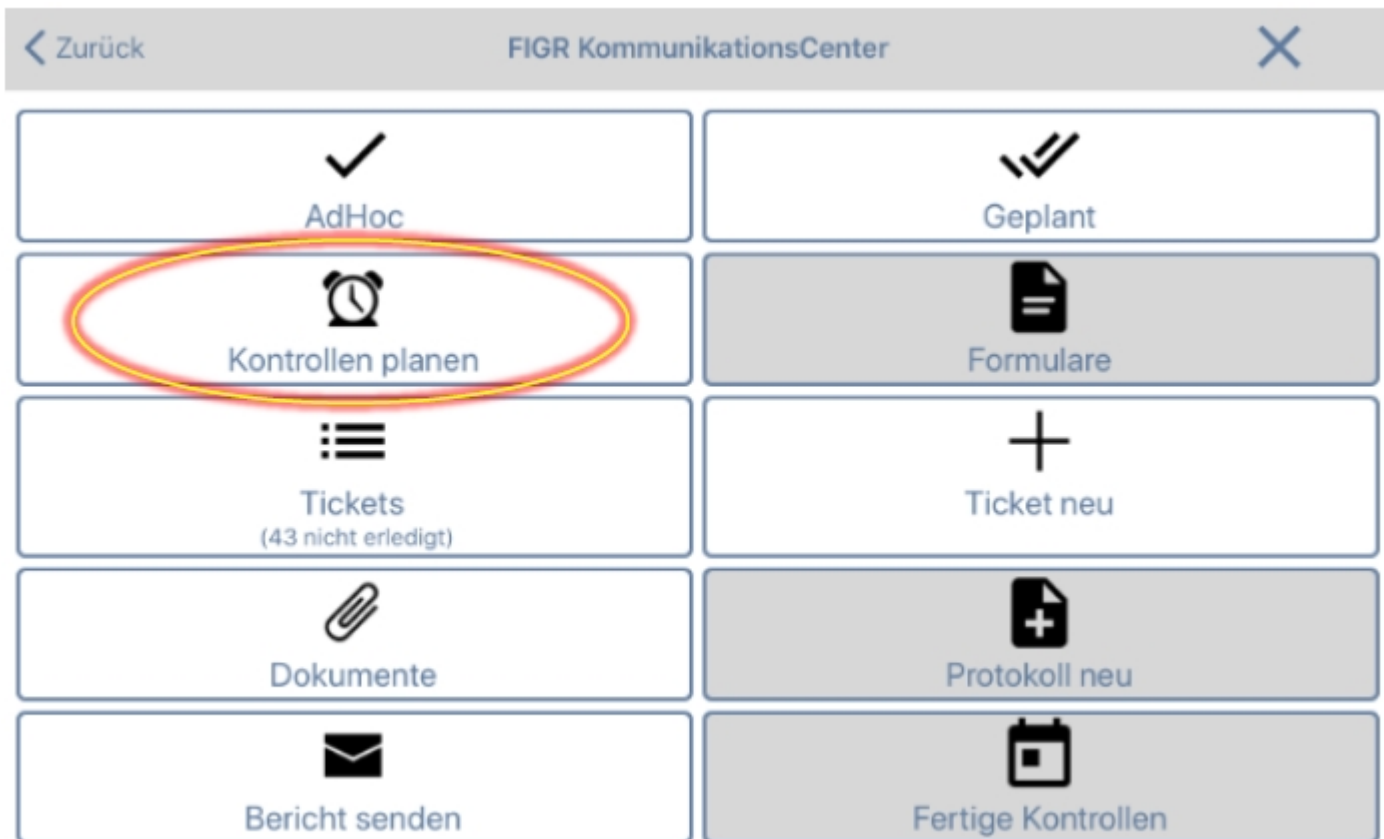 Zurück
FIGR KommunikationsCenter
AdHoc
Geplant
Kontrollen planen
Formulare
Tickets
(43 nicht erledigt)
Ticket neu
Dokumente
Protokoll neu
Bericht senden
Fertige Kontrollen